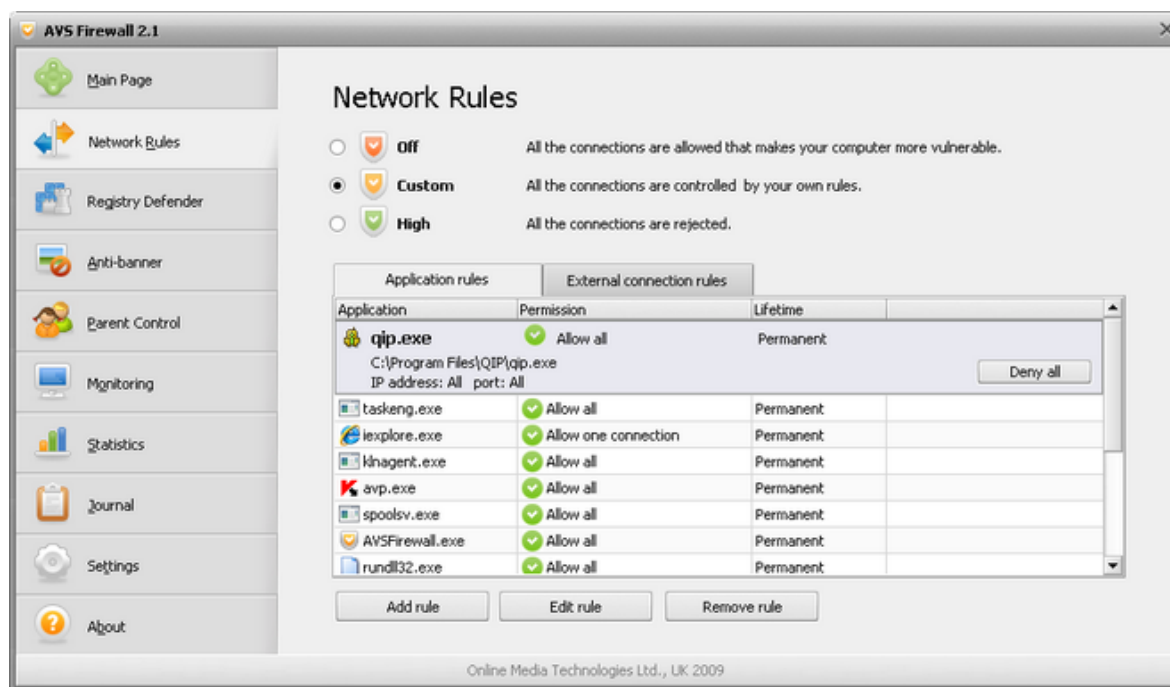 AVS Firewall 2.1
Main Page
Network Rules
Registry Defender
Anti-banner
Parent Control
Monitoring
Statistics
Journal
Settings
About
Network Rules
Off All the connections are allowed that makes your computer more vulnerable.
Custom All the connections are controlled by your own rules.
High All the connections are rejected.
Application rules External connection rules
Application Permission Lifetime
qip.exe Allow all Permanent
C:\Program Files\QIP\qip.exe
IP address: All port: All
Deny all
taskeng.exe Allow all Permanent
iexplore.exe Allow one connection Permanent
klnagent.exe Allow all Permanent
avp.exe Allow all Permanent
spoolsv.exe Allow all Permanent
AVSFirewall.exe Allow all Permanent
rundll32.exe Allow all Permanent
Add rule Edit rule Remove rule
Online Media Technologies Ltd., UK 2009